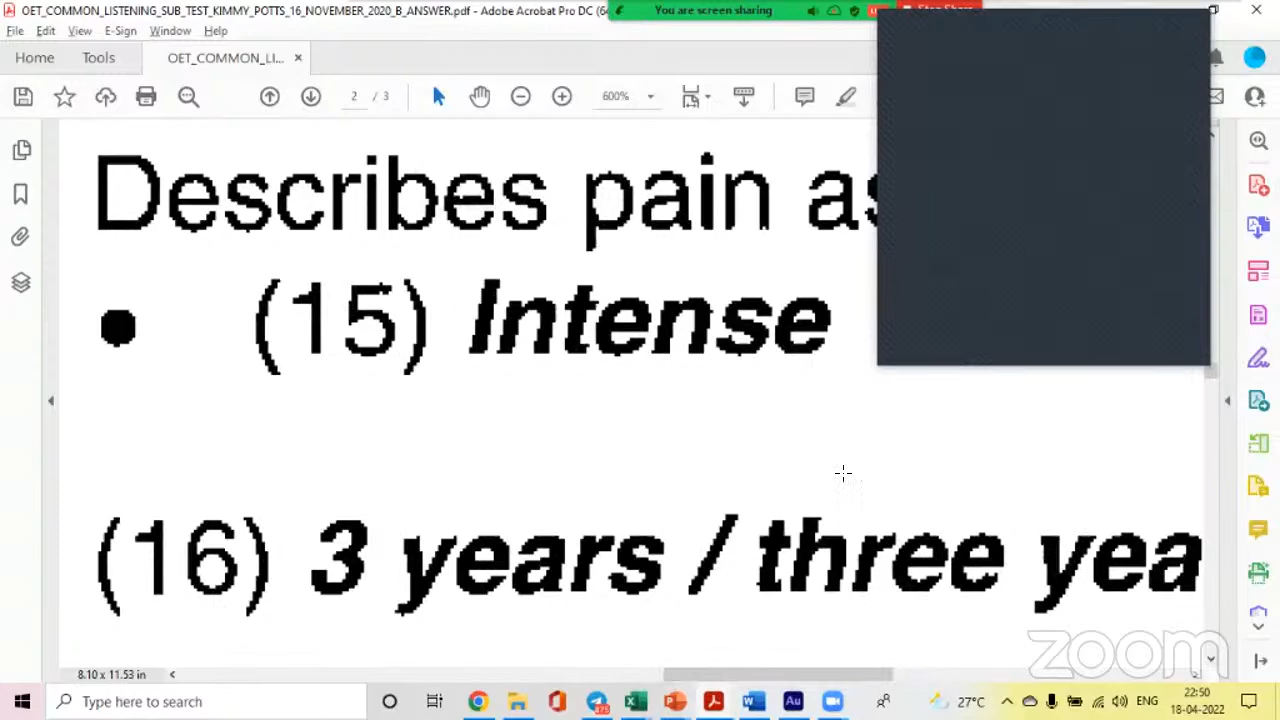 OET_COMMON_LISTENING_SUB_TEST_KIMMY_POTTS_16_NOVEMBER_2020_B_ANSWER.pdf - Adobe Acrobat Pro DC (64
You are screen sharing
File Edit View E-Sign Window Help
Home Tools OET_COMMON_LI... ×
2 / 3 600%
Describes pain as
• (15) Intense
(16) 3 years / three yea
zoom
8.10 x 11.53 in
Type here to search
875
27°C
ENG
22:50
18-04-2022